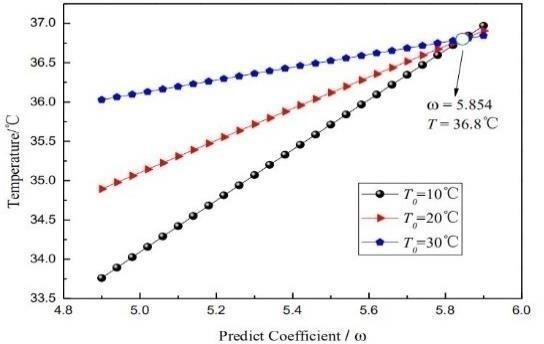 37.0
36.0
35.5
35.0
34.5
34.0
33.5
Temperature/℃
4.8
5.0
5.2
5.4
5.6
5.8
6.0
Predict Coefficient / ω
ω = 5.854
T = 36.8℃
T₀=10℃
T₀=20℃
T₀=30℃